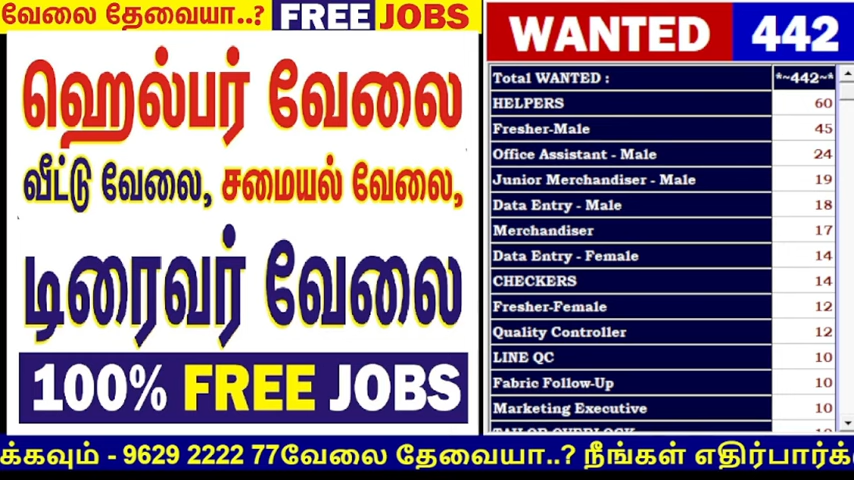 வேலை தேவையா..? FREE JOBS
ஹெல்பர் வேலை
வீட்டு வேலை, சமையல் வேலை,
டிரைவர் வேலை
100% FREE JOBS
WANTED 442
Total WANTED : *~442~*
HELPERS 60
Fresher-Male 45
Office Assistant - Male 24
Junior Merchandiser - Male 19
Data Entry - Male 18
Merchandiser 17
Data Entry - Female 14
CHECKERS 14
Fresher-Female 12
Quality Controller 12
LINE QC 10
Fabric Follow-Up 10
Marketing Executive 10
TAILOR OVERLOCK
க்கவும் - 9629 2222 77வேலை தேவையா..? நீங்கள் எதிர்பார்க்